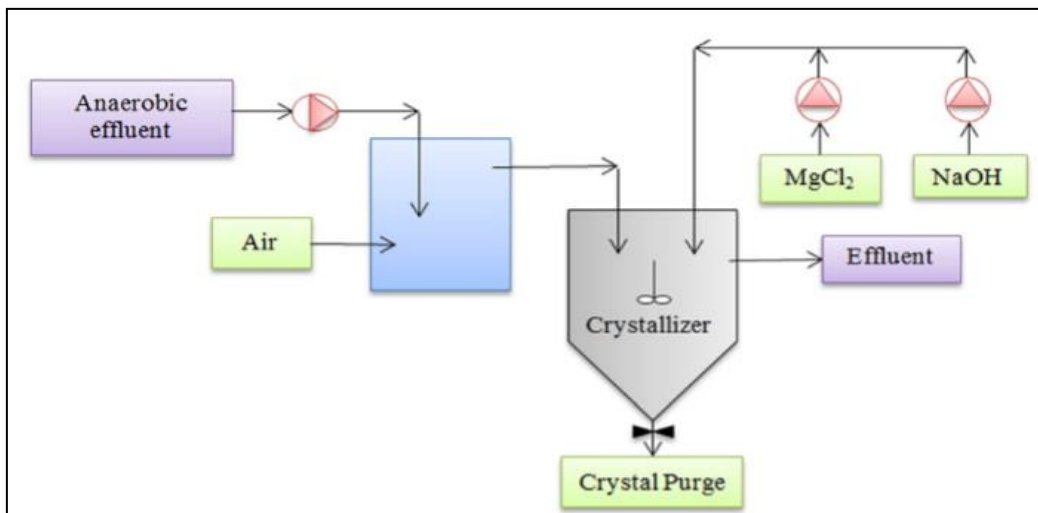 Anaerobic
effluent
MgCl₂
NaOH
Air
Effluent
Crystallizer
Crystal Purge